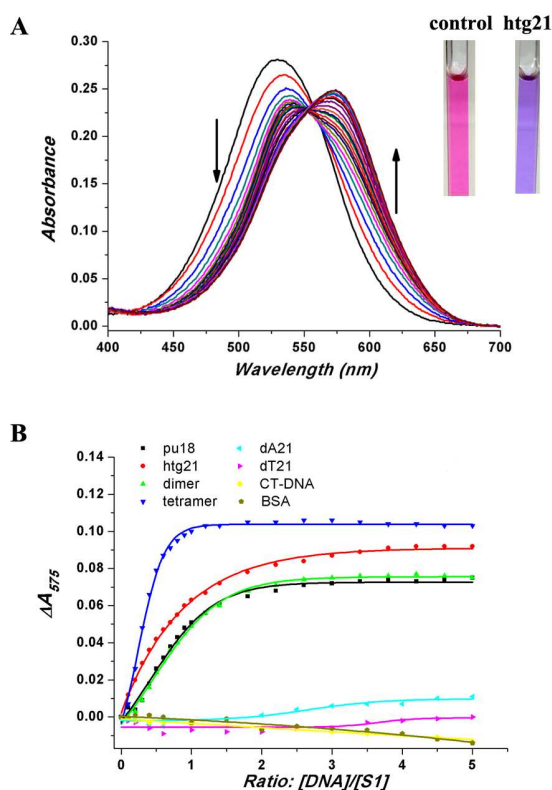 A
control htg21
0.30
0.25
0.20
0.15
0.10
0.05
0.00
Absorbance
400 450 500 550 600 650 700
Wavelength (nm)
B
pu18
htg21
dimer
tetramer
dA21
dT21
CT-DNA
BSA
0.14
0.12
0.10
0.08
0.06
0.04
0.02
0.00
-0.02
ΔA575
0 1 2 3 4 5
Ratio: [DNA]/[S1]